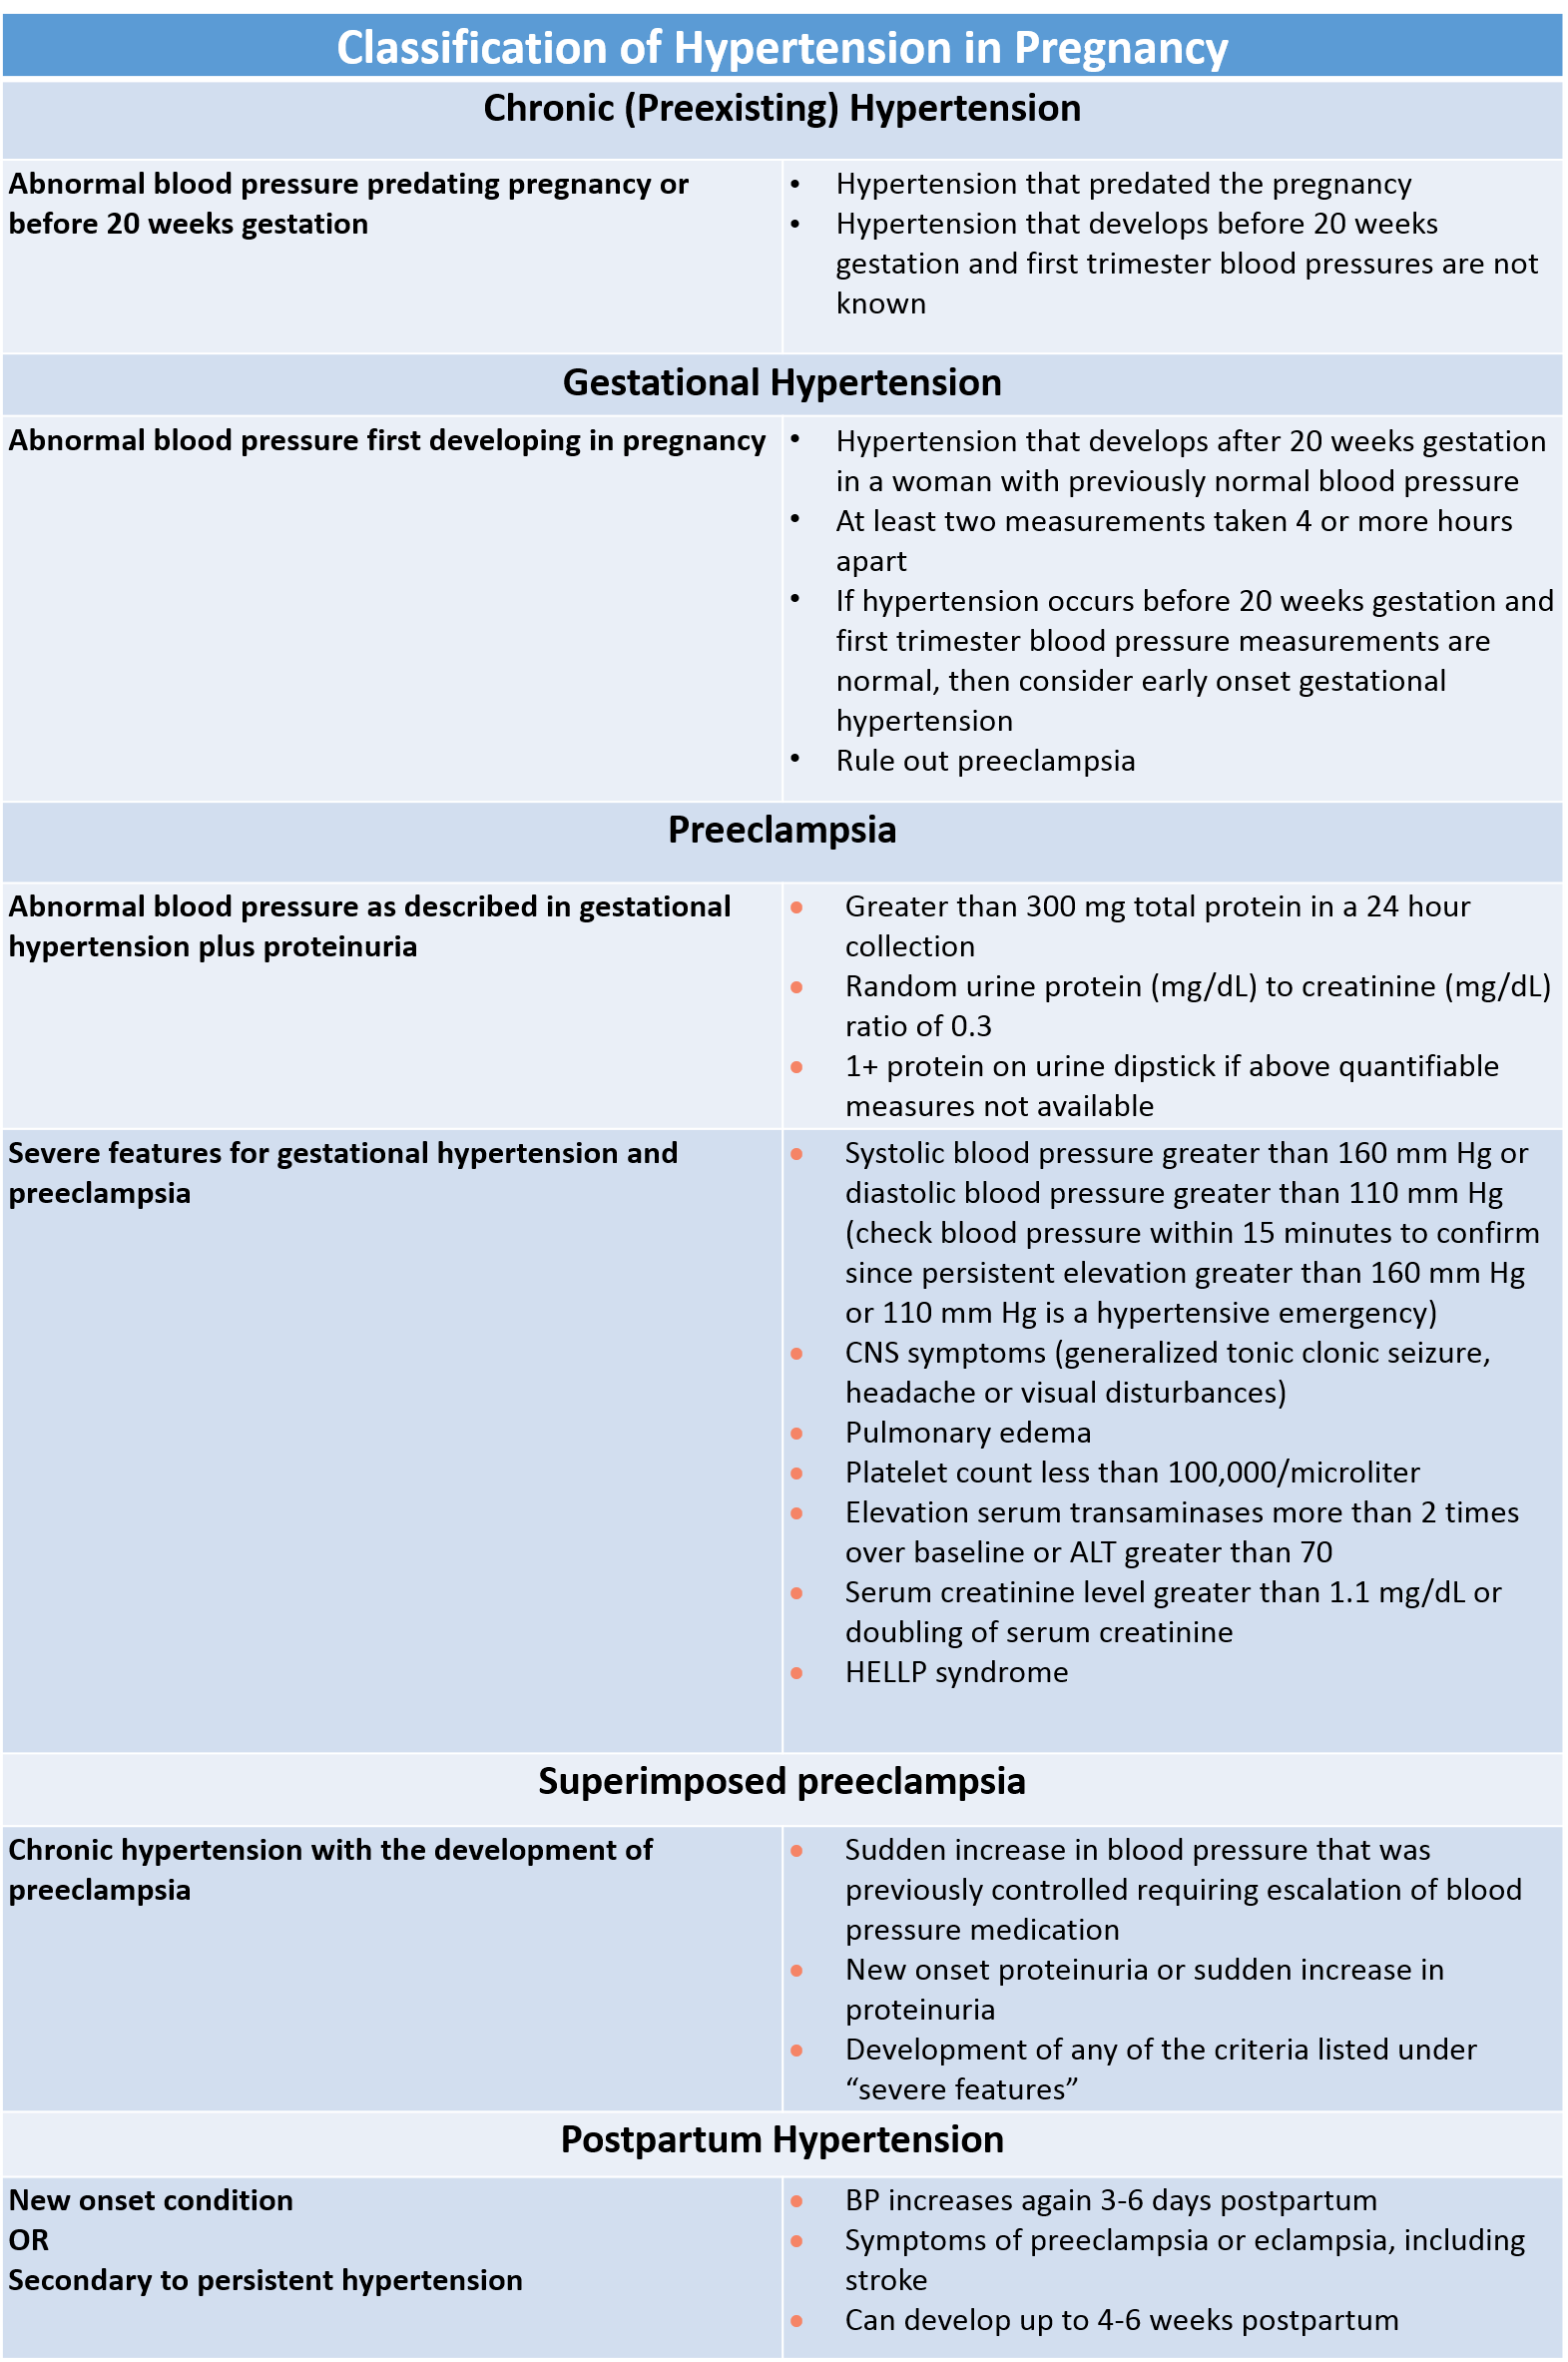 Classification of Hypertension in Pregnancy
Chronic (Preexisting) Hypertension
Abnormal blood pressure predating pregnancy or
before 20 weeks gestation
• Hypertension that predated the pregnancy
• Hypertension that develops before 20 weeks
gestation and first trimester blood pressures are not
known
Gestational Hypertension
Abnormal blood pressure first developing in pregnancy
• Hypertension that develops after 20 weeks gestation
in a woman with previously normal blood pressure
• At least two measurements taken 4 or more hours
apart
• If hypertension occurs before 20 weeks gestation and
first trimester blood pressure measurements are
normal, then consider early onset gestational
hypertension
• Rule out preeclampsia
Preeclampsia
Abnormal blood pressure as described in gestational
hypertension plus proteinuria
• Greater than 300 mg total protein in a 24 hour
collection
• Random urine protein (mg/dL) to creatinine (mg/dL)
ratio of 0.3
• 1+ protein on urine dipstick if above quantifiable
measures not available
Severe features for gestational hypertension and
preeclampsia
• Systolic blood pressure greater than 160 mm Hg or
diastolic blood pressure greater than 110 mm Hg
(check blood pressure within 15 minutes to confirm
since persistent elevation greater than 160 mm Hg
or 110 mm Hg is a hypertensive emergency)
• CNS symptoms (generalized tonic clonic seizure,
headache or visual disturbances)
• Pulmonary edema
• Platelet count less than 100,000/microliter
• Elevation serum transaminases more than 2 times
over baseline or ALT greater than 70
• Serum creatinine level greater than 1.1 mg/dL or
doubling of serum creatinine
• HELLP syndrome
Superimposed preeclampsia
Chronic hypertension with the development of
preeclampsia
• Sudden increase in blood pressure that was
previously controlled requiring escalation of blood
pressure medication
• New onset proteinuria or sudden increase in
proteinuria
• Development of any of the criteria listed under
“severe features”
Postpartum Hypertension
New onset condition
OR
Secondary to persistent hypertension
• BP increases again 3-6 days postpartum
• Symptoms of preeclampsia or eclampsia, including
stroke
• Can develop up to 4-6 weeks postpartum